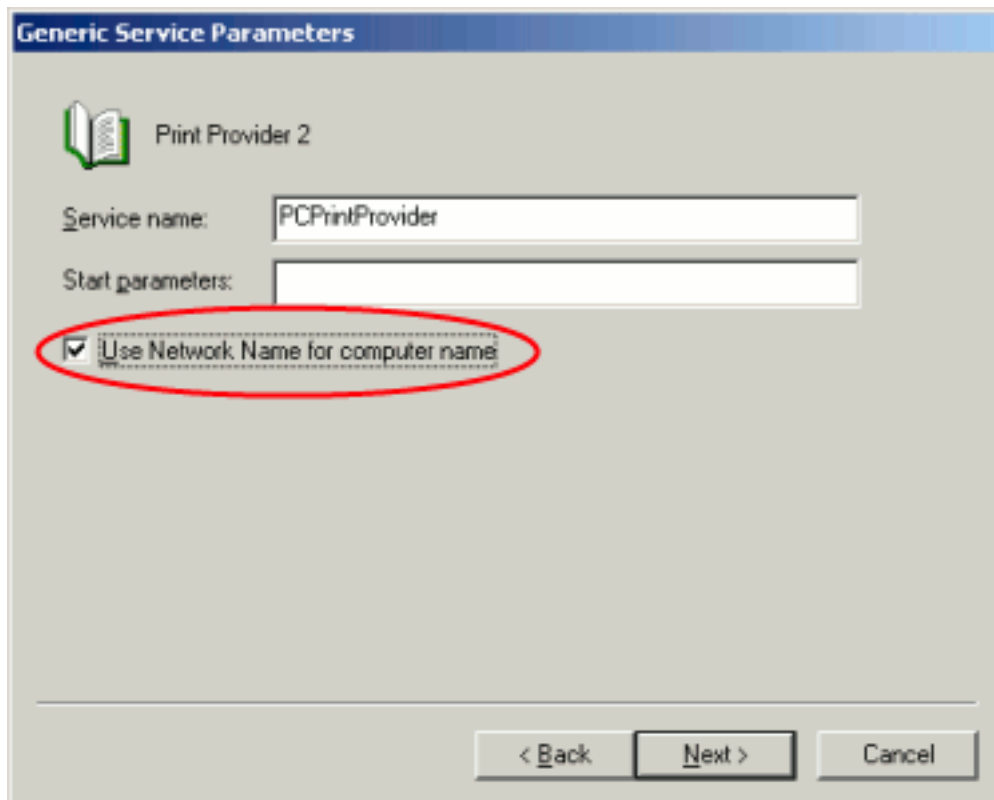 Generic Service Parameters
Print Provider 2
Service name: PCPrintProvider
Start parameters:
Use Network Name for computer name
< Back Next > Cancel